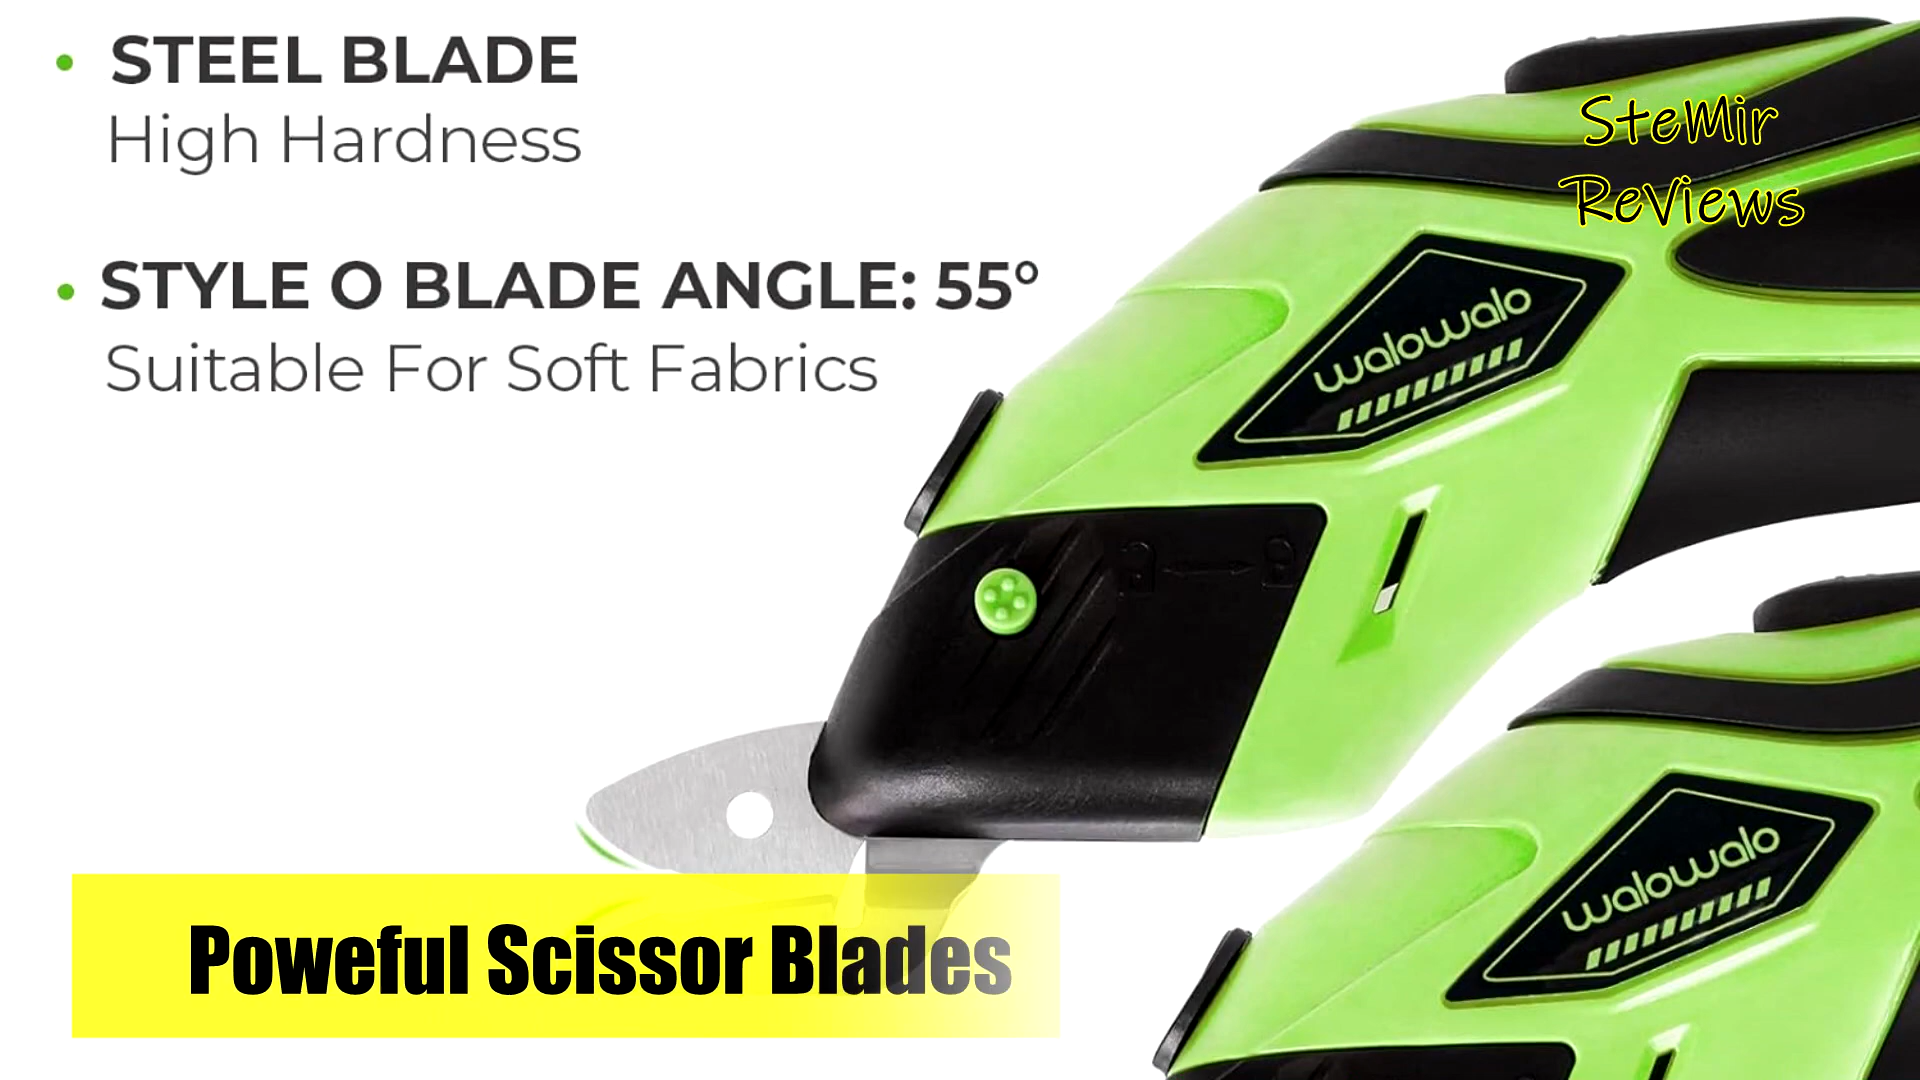 STEEL BLADE
High Hardness
STYLE O BLADE ANGLE: 55°
Suitable For Soft Fabrics
SteMir
ReViews
walowalo
walowalo
Poweful Scissor Blades